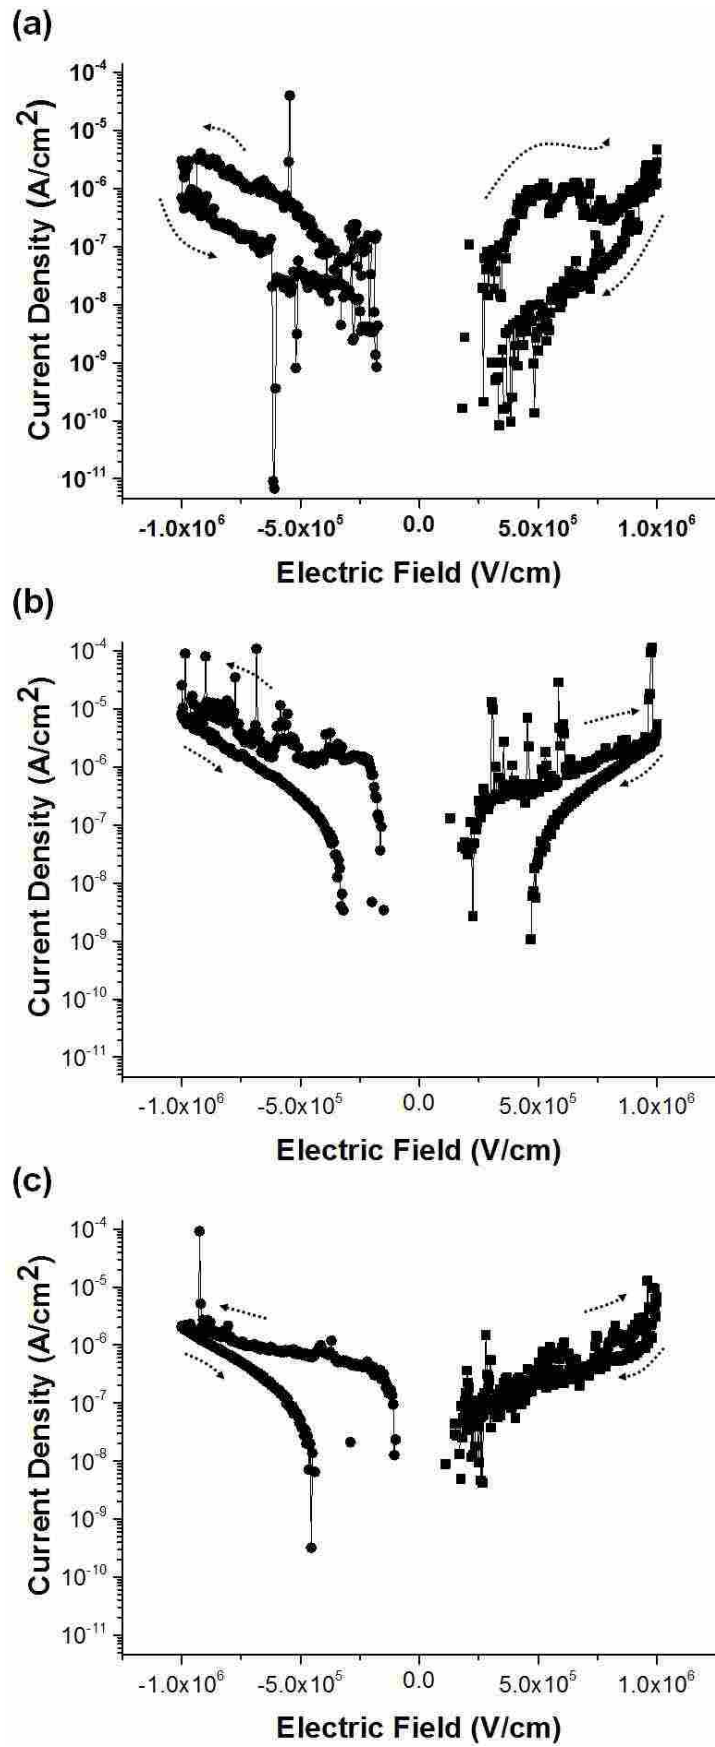 (a)
Current Density (A/cm²)
10⁻⁴
10⁻⁵
10⁻⁶
10⁻⁷
10⁻⁸
10⁻⁹
10⁻¹⁰
10⁻¹¹
-1.0x10⁶ -5.0x10⁵ 0.0 5.0x10⁵ 1.0x10⁶
Electric Field (V/cm)
(b)
Current Density (A/cm²)
10⁻⁴
10⁻⁵
10⁻⁶
10⁻⁷
10⁻⁸
10⁻⁹
10⁻¹⁰
10⁻¹¹
-1.0x10⁶ -5.0x10⁵ 0.0 5.0x10⁵ 1.0x10⁶
Electric Field (V/cm)
(c)
Current Density (A/cm²)
10⁻⁴
10⁻⁵
10⁻⁶
10⁻⁷
10⁻⁸
10⁻⁹
10⁻¹⁰
10⁻¹¹
-1.0x10⁶ -5.0x10⁵ 0.0 5.0x10⁵ 1.0x10⁶
Electric Field (V/cm)